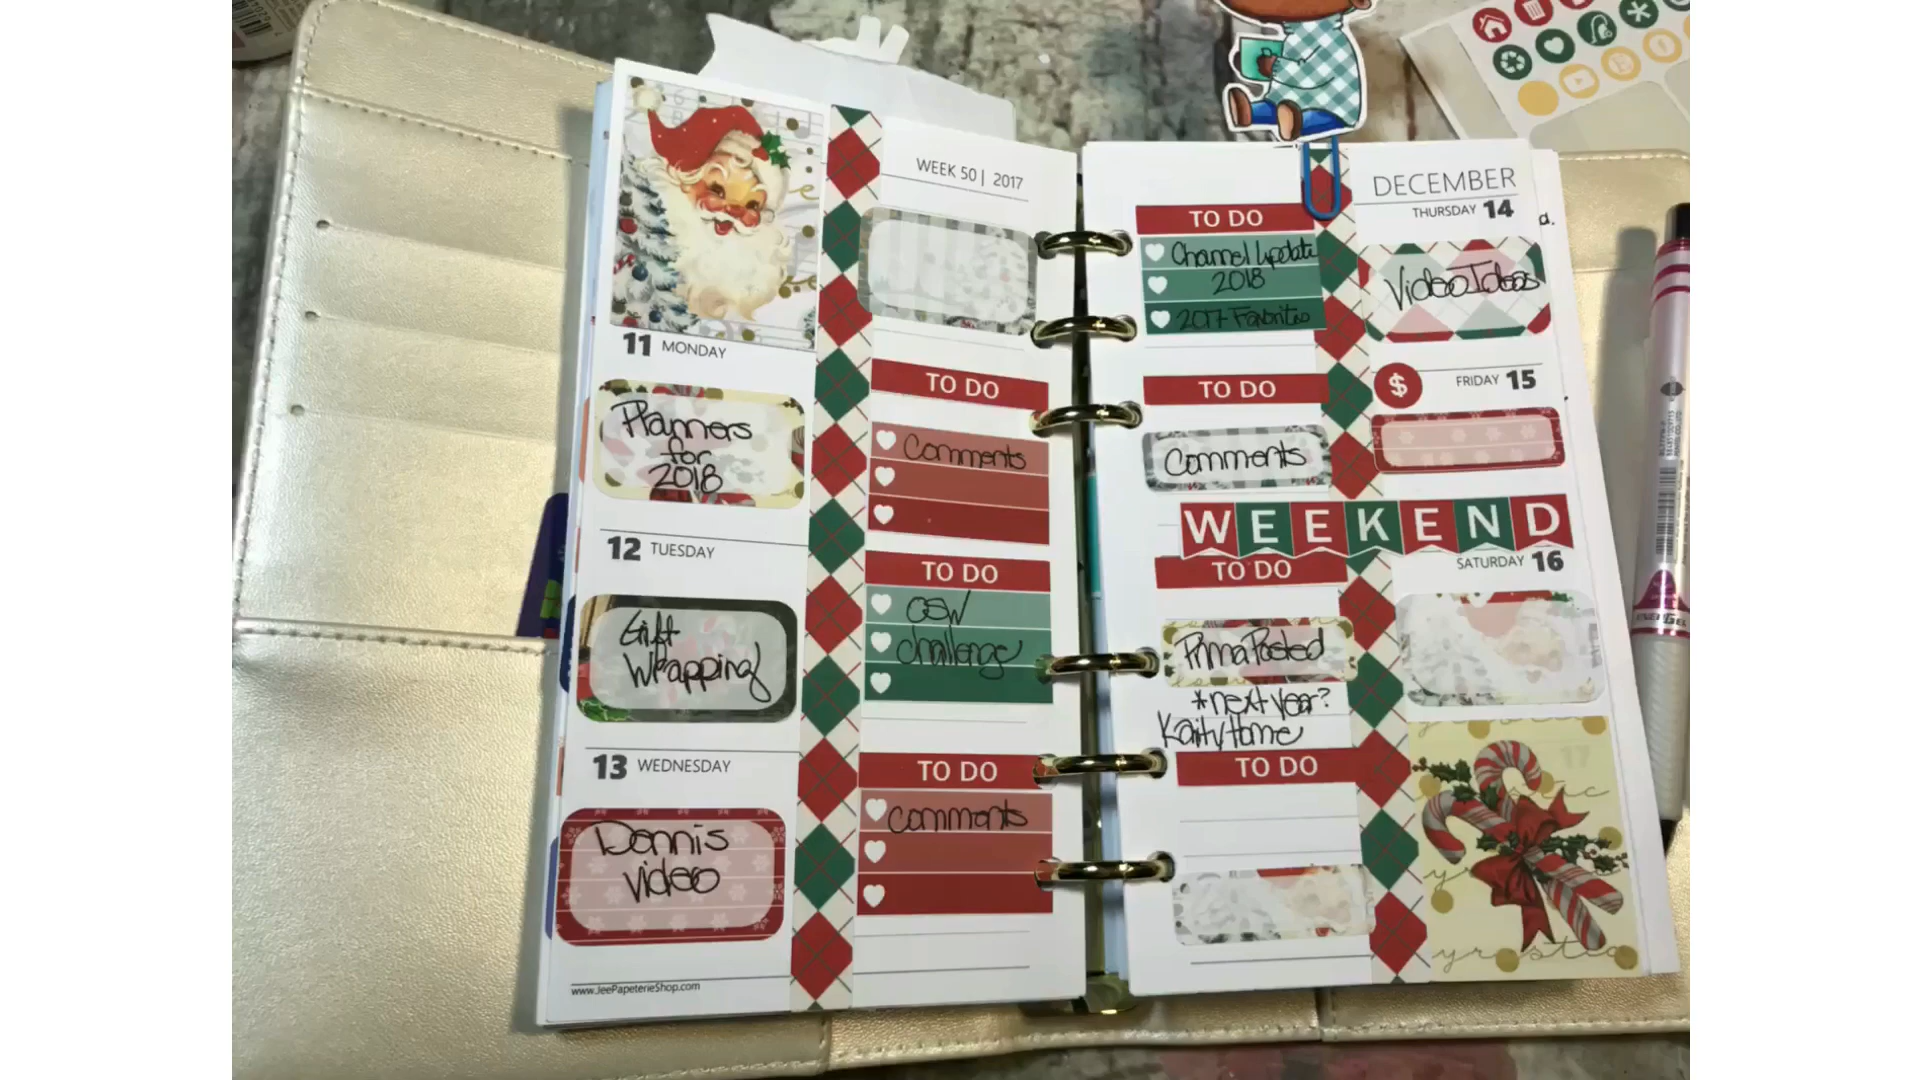 WEEK 50 | 2017
11 MONDAY
Planners
for
2018
TO DO
Comments
12 TUESDAY
Gift
Wrapping
TO DO
GSW
challenge
13 WEDNESDAY
Dennis
video
TO DO
comments
www.JeePapeterieShop.com
DECEMBER
THURSDAY 14
TO DO
Channel Update
2018
2017 Favorites
Video Ideas
FRIDAY 15
$
TO DO
Comments
WEEKEND
SATURDAY 16
TO DO
Prima Posted
*next year?
Kaity Home
TO DO
17
d.
ENERGEL